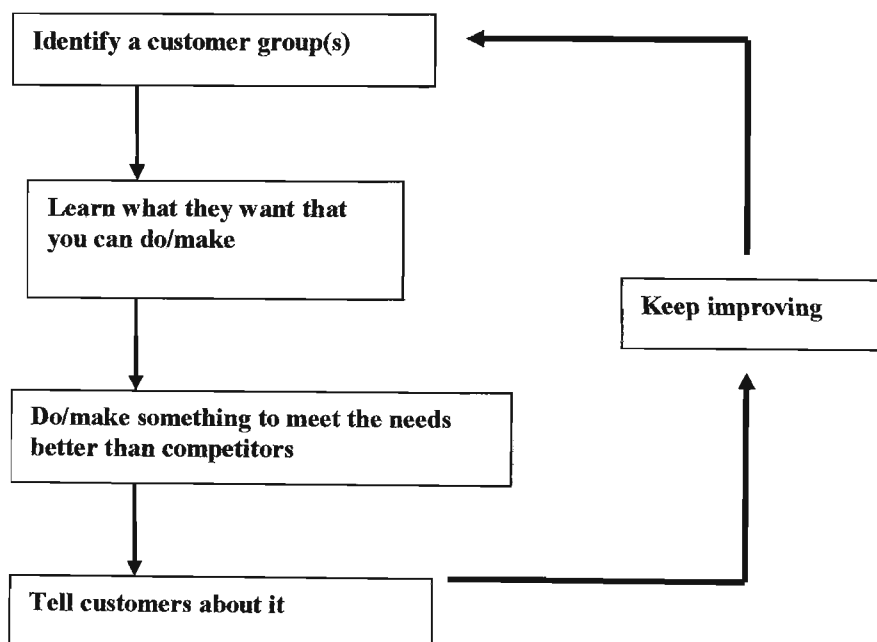 Identify a customer group(s)
Learn what they want that
you can do/make
Keep improving
Do/make something to meet the needs
better than competitors
Tell customers about it